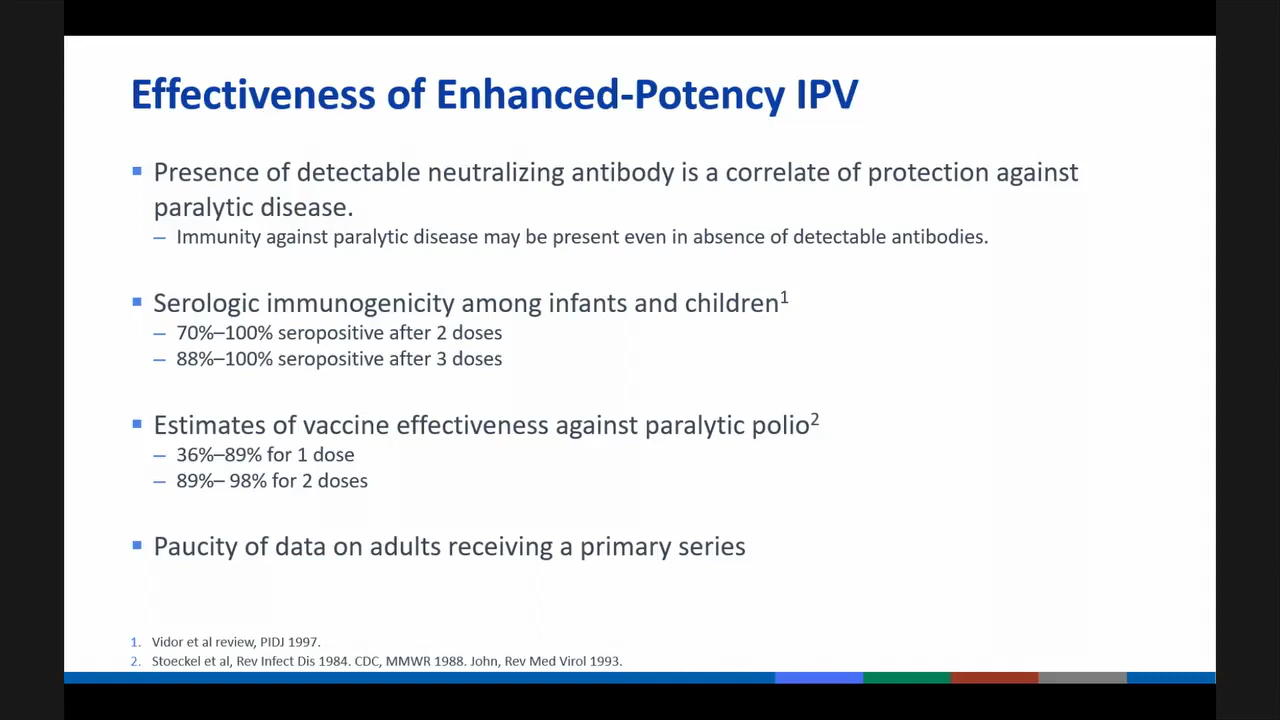 Effectiveness of Enhanced-Potency IPV
▪ Presence of detectable neutralizing antibody is a correlate of protection against
paralytic disease.
– Immunity against paralytic disease may be present even in absence of detectable antibodies.
▪ Serologic immunogenicity among infants and children¹
– 70%–100% seropositive after 2 doses
– 88%–100% seropositive after 3 doses
▪ Estimates of vaccine effectiveness against paralytic polio²
– 36%–89% for 1 dose
– 89%– 98% for 2 doses
▪ Paucity of data on adults receiving a primary series
1. Vidor et al review, PIDJ 1997.
2. Stoeckel et al, Rev Infect Dis 1984. CDC, MMWR 1988. John, Rev Med Virol 1993.